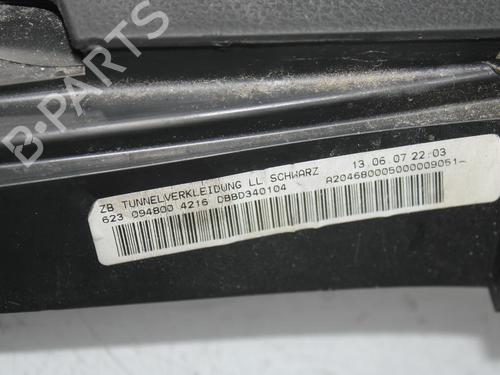 B-PARTS
ZB TUNNELVERKLEIDUNG LL SCHWARZ 13.06.07 22:03
623 094800 4216 DBBD340104 A2046800050000009051-